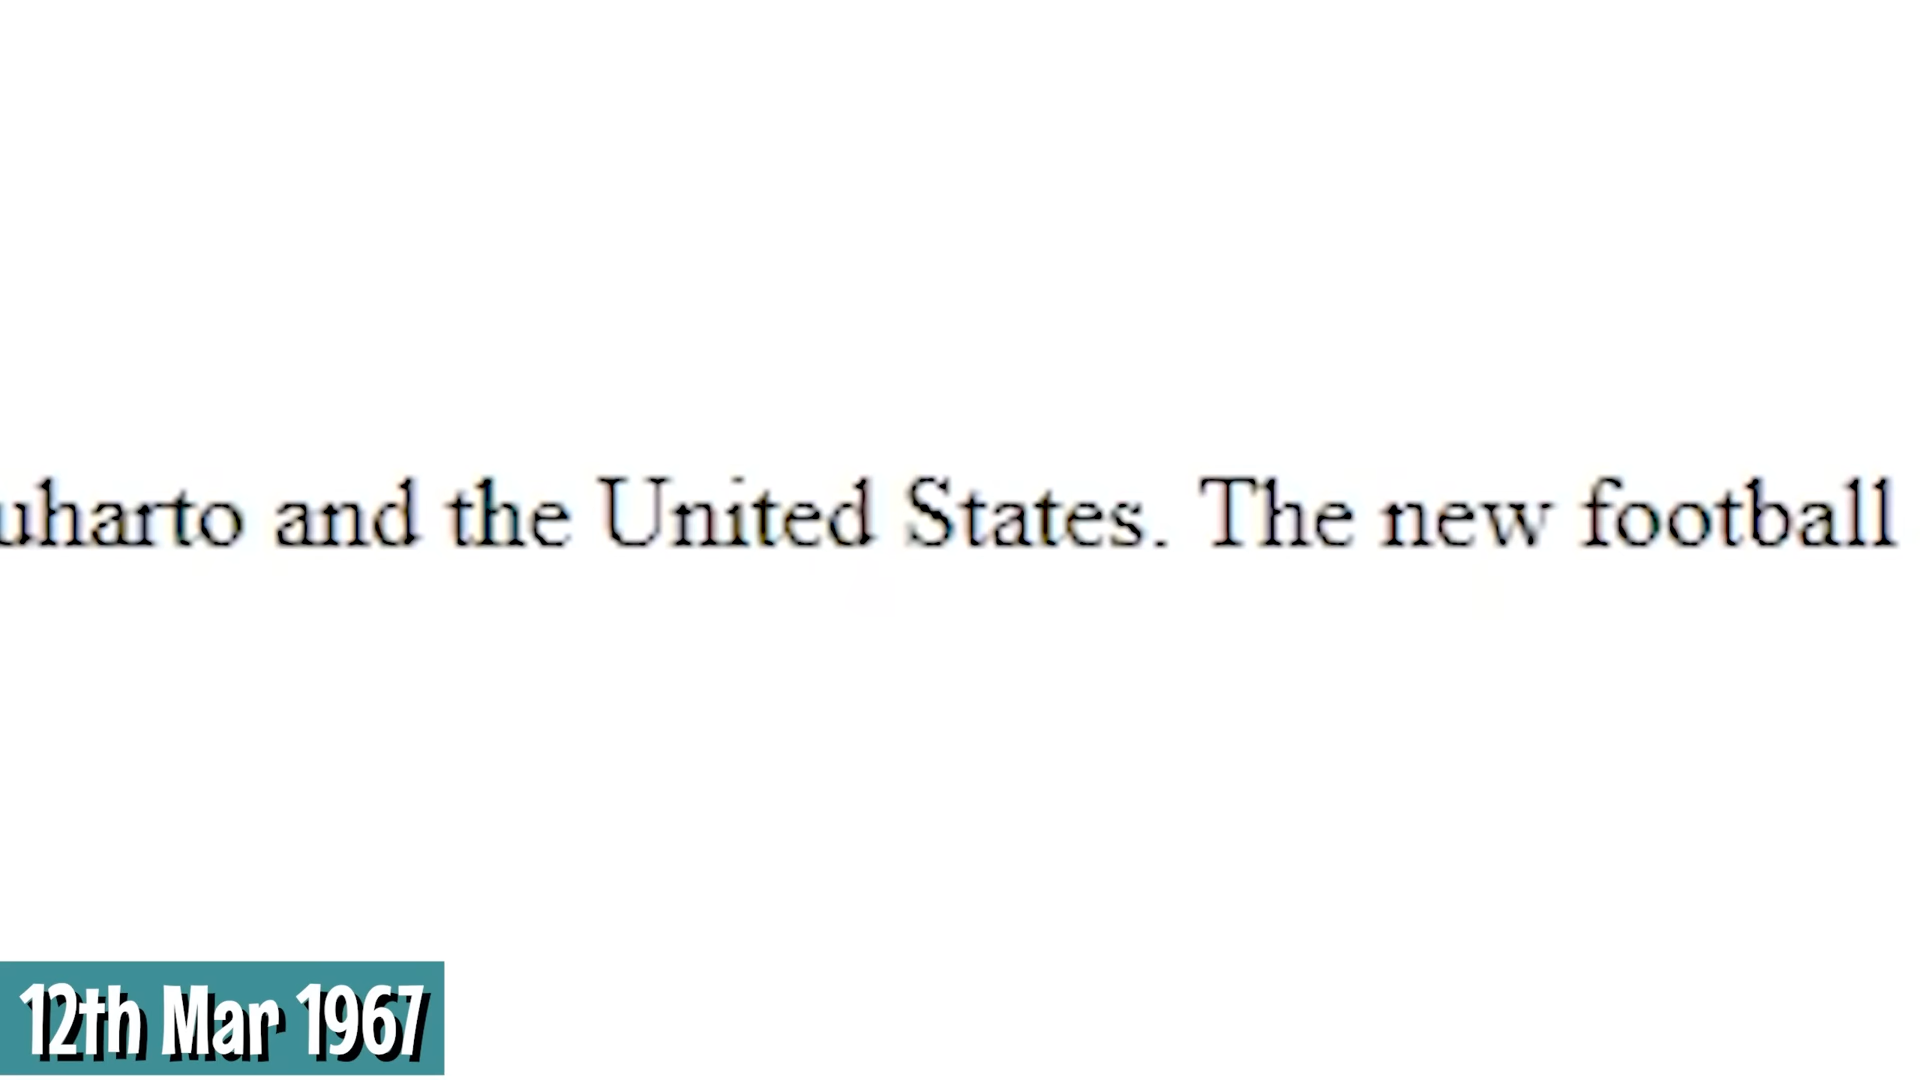 uharto and the United States. The new football
12th Mar 1967